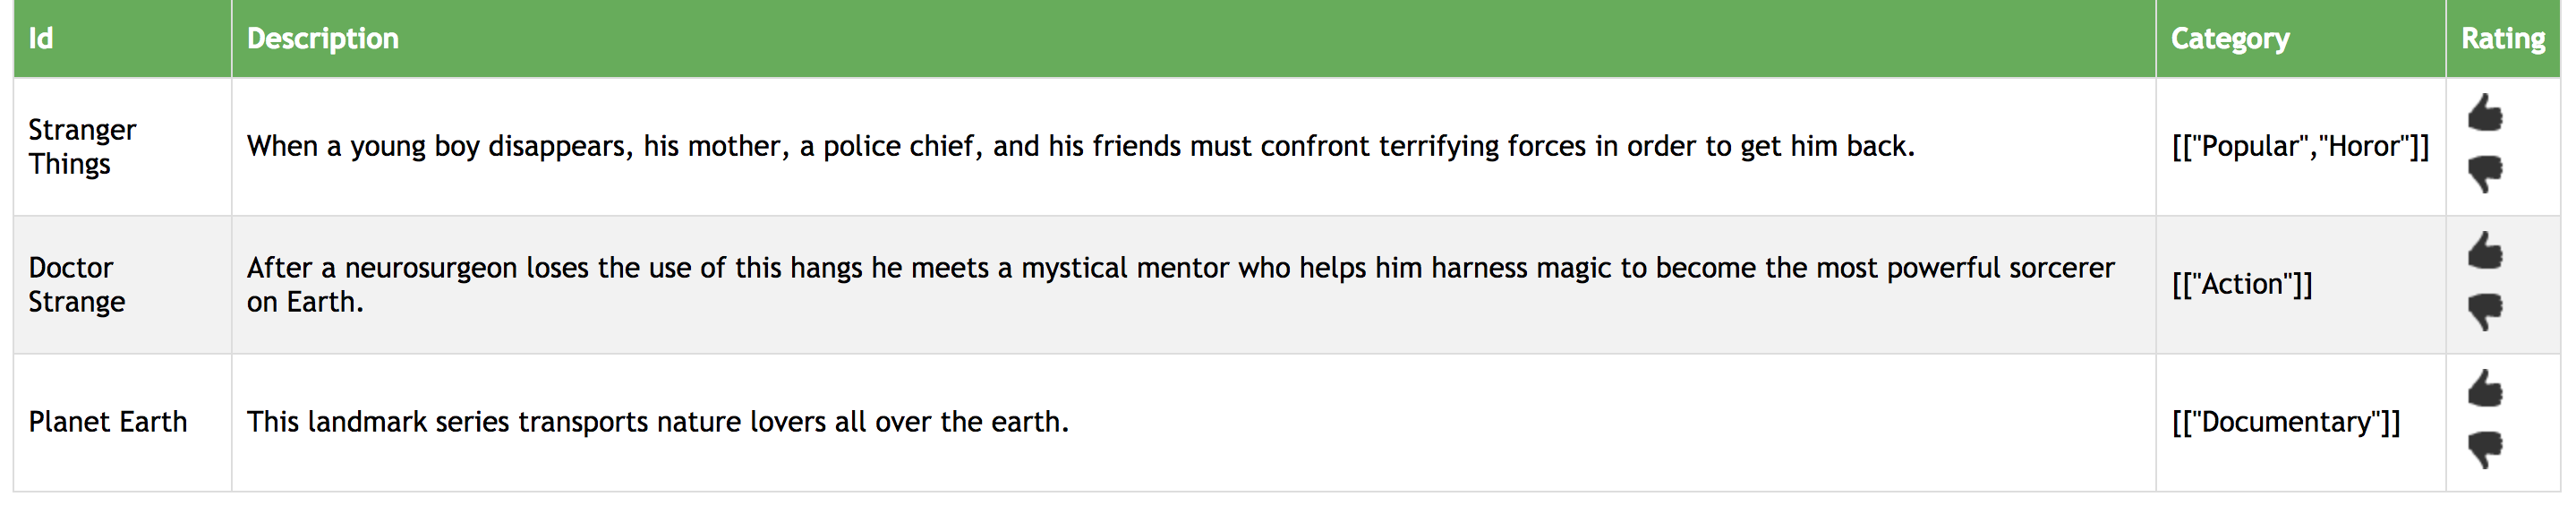 Id Description Category Rating
Stranger
Things
When a young boy disappears, his mother, a police chief, and his friends must confront terrifying forces in order to get him back.
[["Popular","Horor"]]
Doctor
Strange
After a neurosurgeon loses the use of this hangs he meets a mystical mentor who helps him harness magic to become the most powerful sorcerer
on Earth.
[["Action"]]
Planet Earth
This landmark series transports nature lovers all over the earth.
[["Documentary"]]